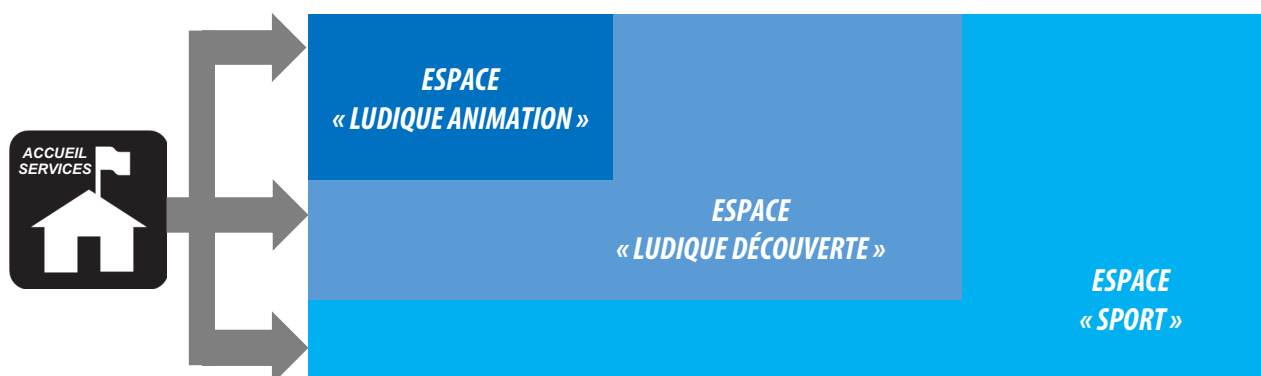 ACCUEIL
SERVICES
ESPACE
« LUDIQUE ANIMATION »
ESPACE
« LUDIQUE DÉCOUVERTE »
ESPACE
« SPORT »